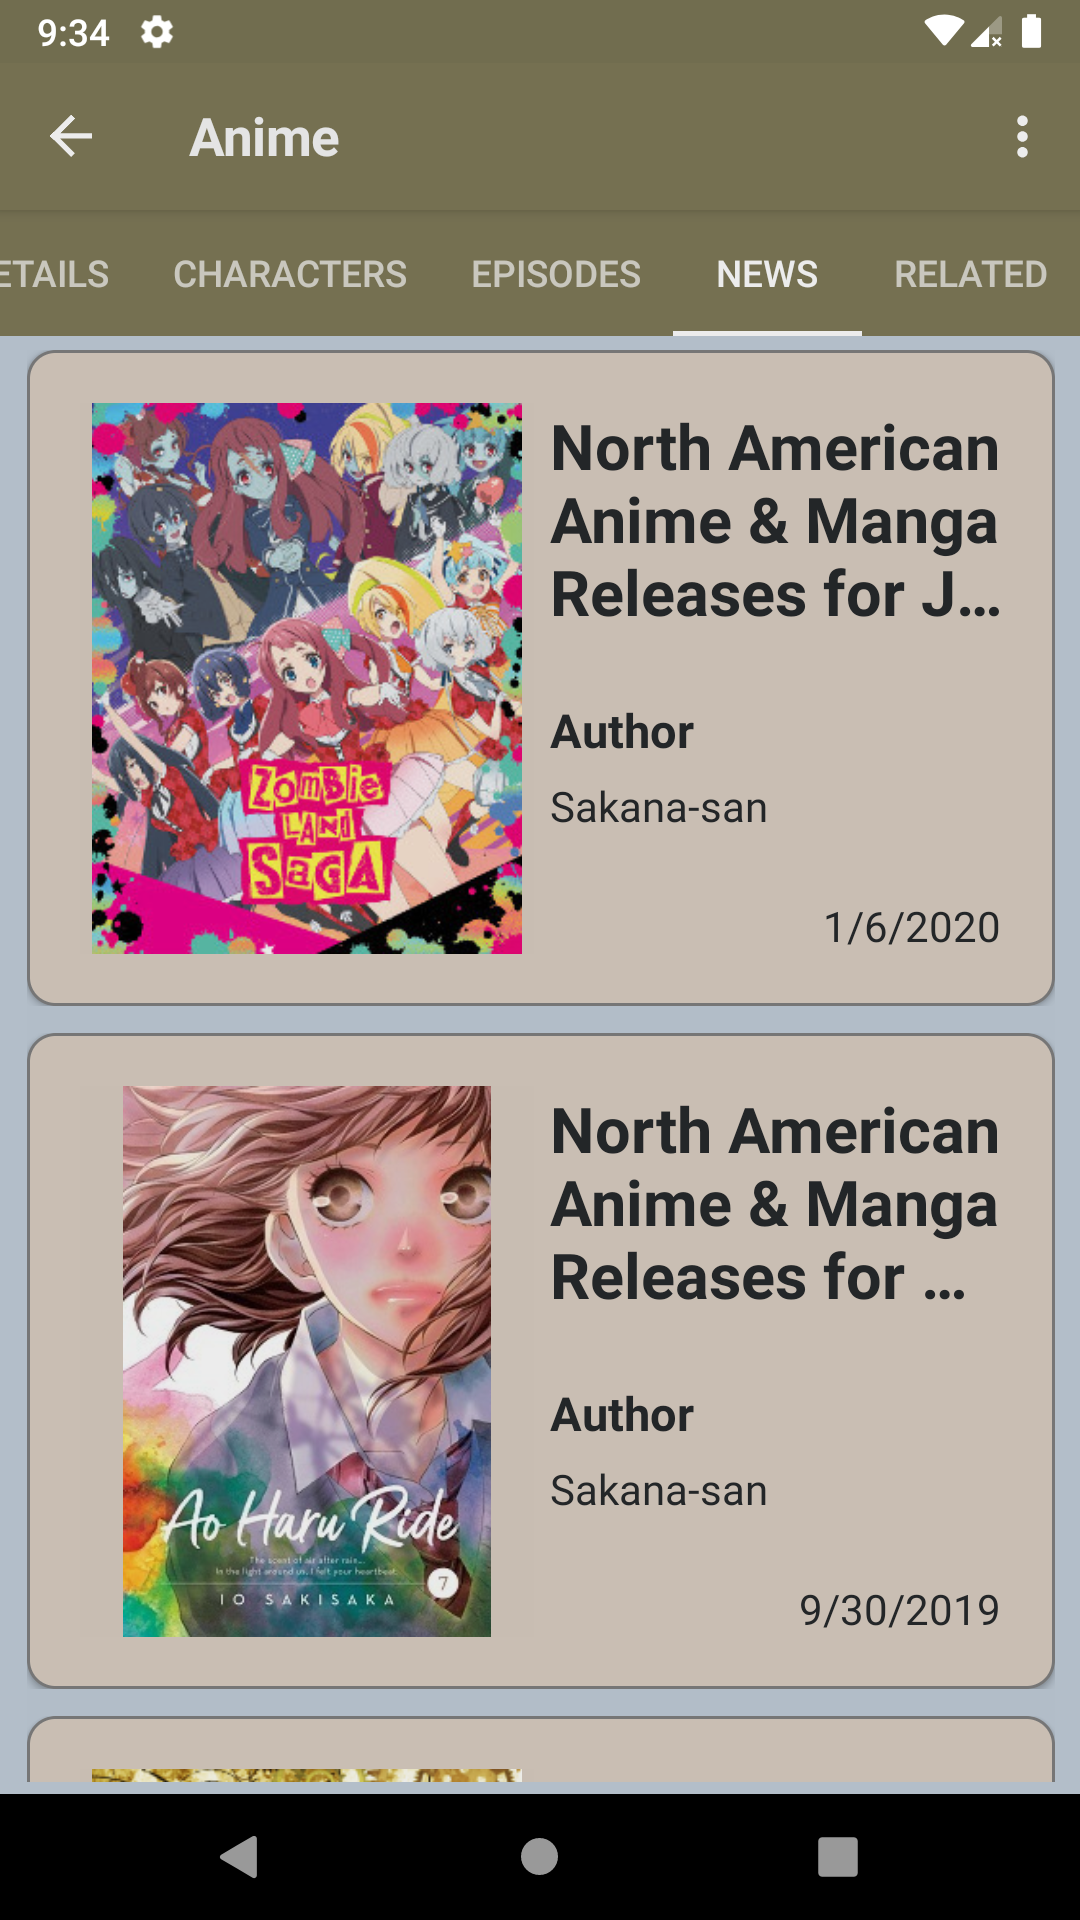 9:34
Anime
ETAILS
CHARACTERS
EPISODES
NEWS
RELATED
North American
Anime & Manga
Releases for J...
Author
Sakana-san
1/6/2020
ZOMBie
LAND
SAGA
North American
Anime & Manga
Releases for ...
Author
Sakana-san
9/30/2019
Ao Haru Ride
The scent of air after rain...
In the light around us, I felt your heartbeat.
7
IO SAKISAKA